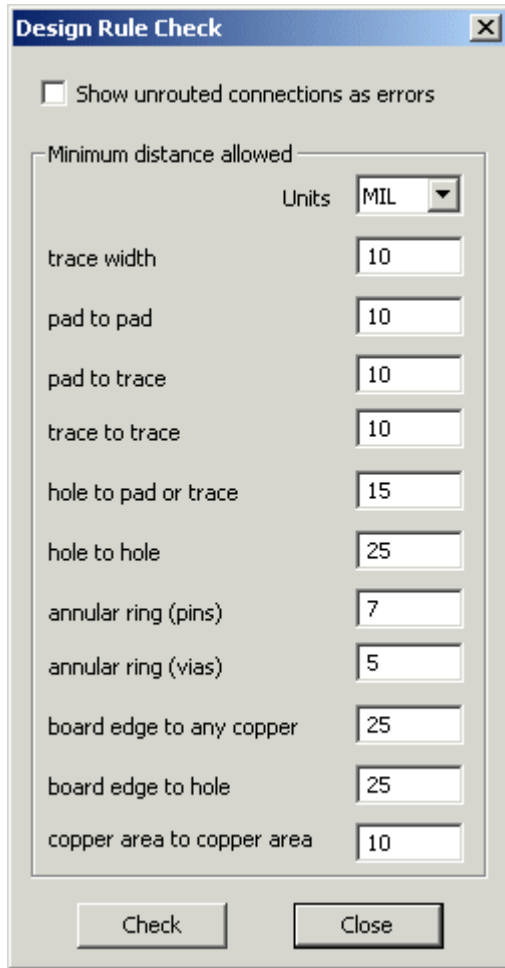 Design Rule Check
Show unrouted connections as errors
Minimum distance allowed
Units MIL
trace width 10
pad to pad 10
pad to trace 10
trace to trace 10
hole to pad or trace 15
hole to hole 25
annular ring (pins) 7
annular ring (vias) 5
board edge to any copper 25
board edge to hole 25
copper area to copper area 10
Check Close